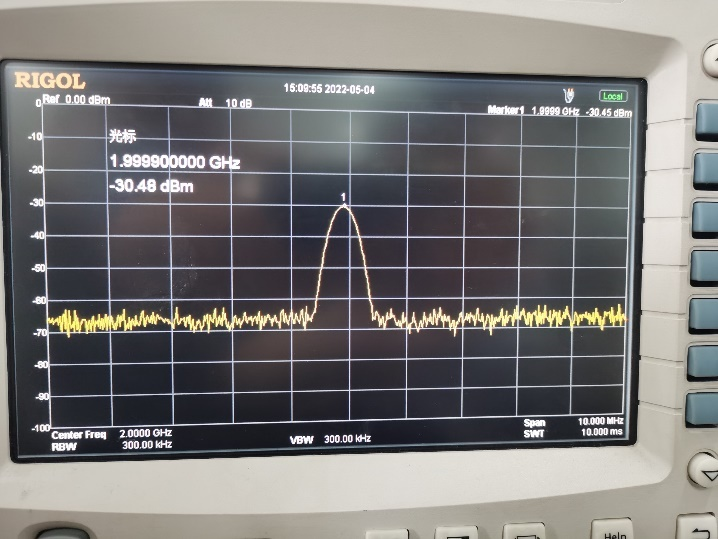 RIGOL
15:09:55 2022-05-04
Local
Ref 0.00 dBm
Att 10 dB
Marker1 1.9999 GHz -30.45 dBm
光标
1.999900000 GHz
-30.48 dBm
1
0
-10
-20
-30
-40
-50
-60
-70
-80
-90
-100
Center Freq 2.0000 GHz
Span 10.000 MHz
RBW 300.00 kHz
VBW 300.00 kHz
SWT 10.000 ms
Help